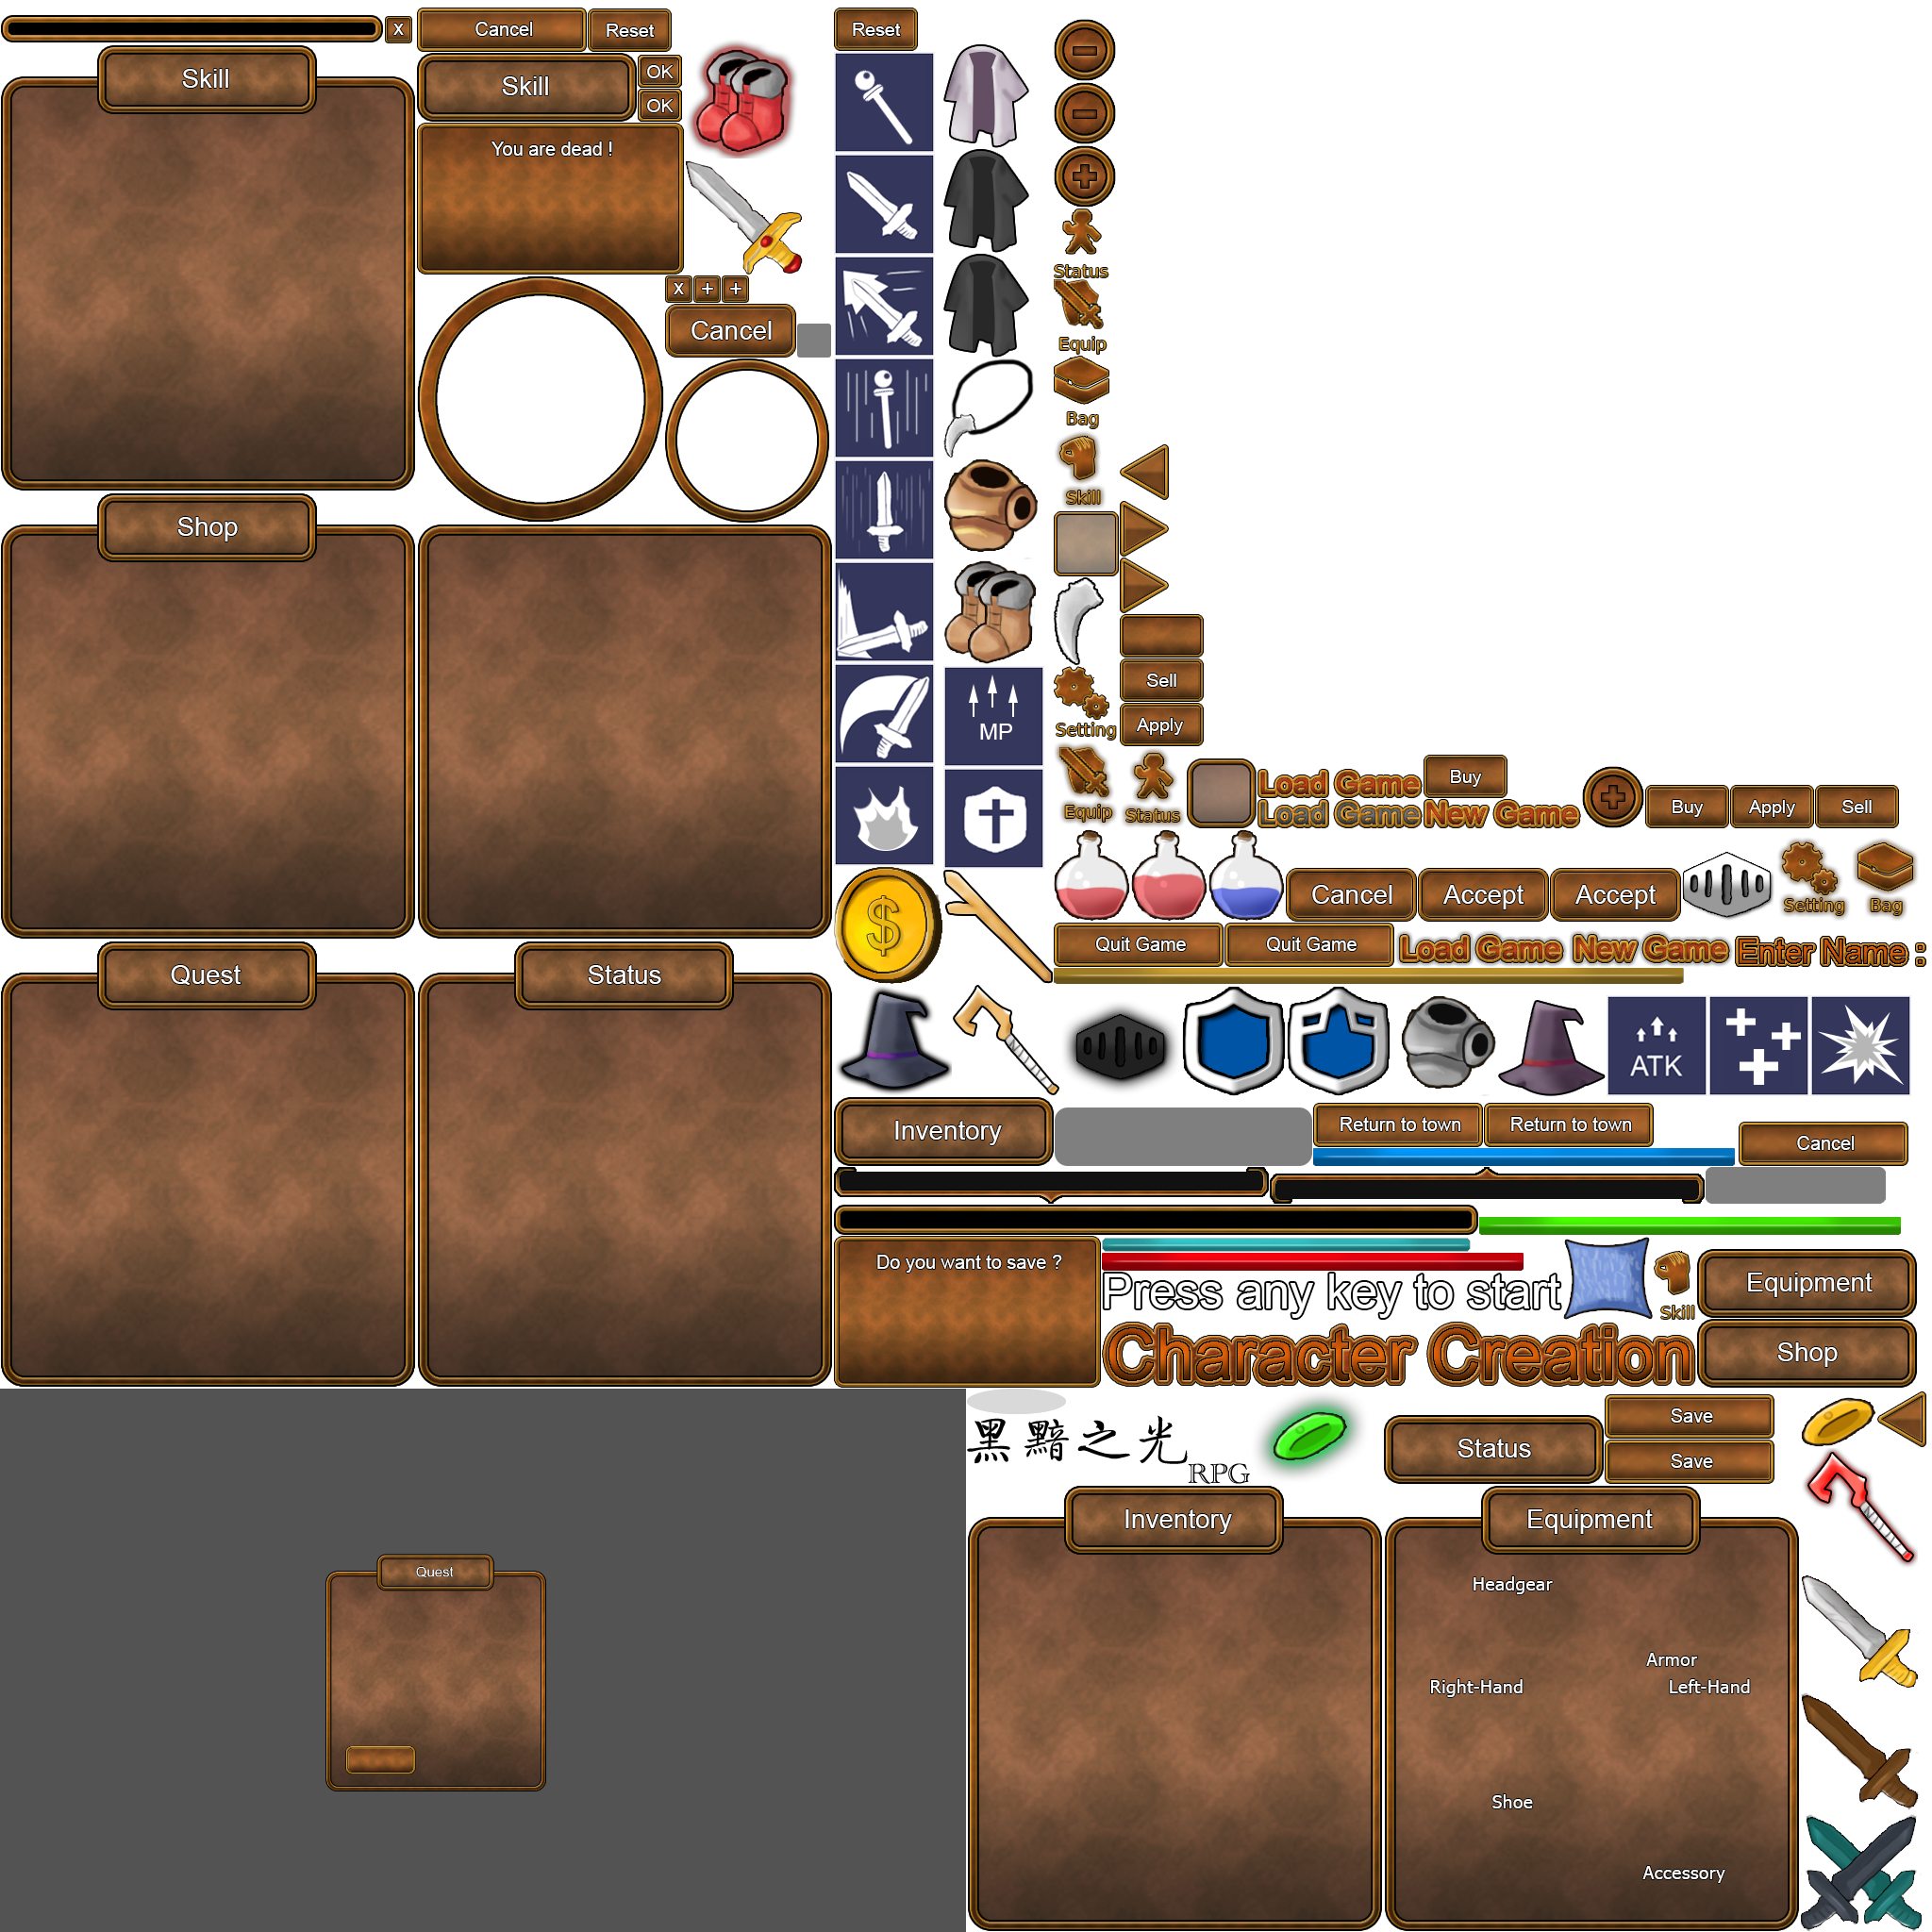 x
Cancel
Reset
Reset
Skill
Skill
OK
OK
You are dead !
x
+
+
Cancel
Status
Equip
Bag
Skill
Shop
MP
Setting
Sell
Apply
Equip
Status
Load Game
Buy
Load Game
New Game
Buy
Apply
Sell
$
Cancel
Accept
Accept
Setting
Bag
Quit Game
Quit Game
Load Game
New Game
Enter Name :
Quest
Status
ATK
Inventory
Return to town
Return to town
Cancel
Do you want to save ?
Press any key to start
Skill
Equipment
Character Creation
Shop
黑黯之光
RPG
Status
Save
Save
Inventory
Equipment
Headgear
Armor
Right-Hand
Left-Hand
Shoe
Accessory
Quest